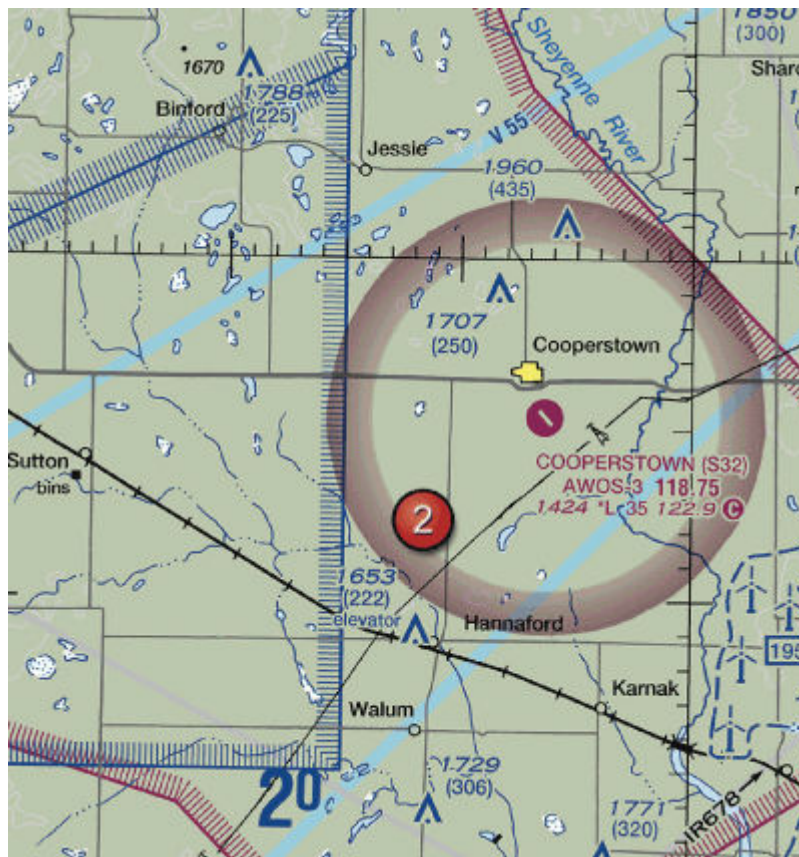 1850
(300)
1670
1788
(225)
Binford
Sheyenne
River
V 55
Jessie
1960
(435)
1707
(250)
Cooperstown
Sutton
bins
COOPERSTOWN (S32)
AWOS-3 118.75
1424 *L 35 122.9 C
2
1653
(222)
elevator
Hannaford
195
Karnak
Walum
1729
(306)
2⁰
1771
(320)
IR678